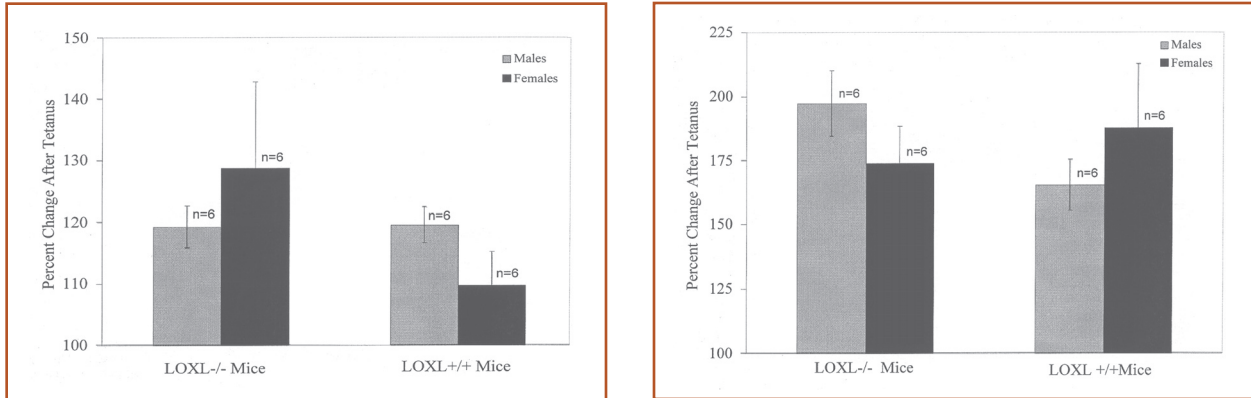 150
140
130
120
110
100
Percent Change After Tetanus
Males
Females
n=6
n=6
n=6
n=6
LOXL-/- Mice
LOXL+/+ Mice
225
200
175
150
125
100
Percent Change After Tetanus
Males
Females
n=6
n=6
n=6
n=6
LOXL-/- Mice
LOXL +/+Mice